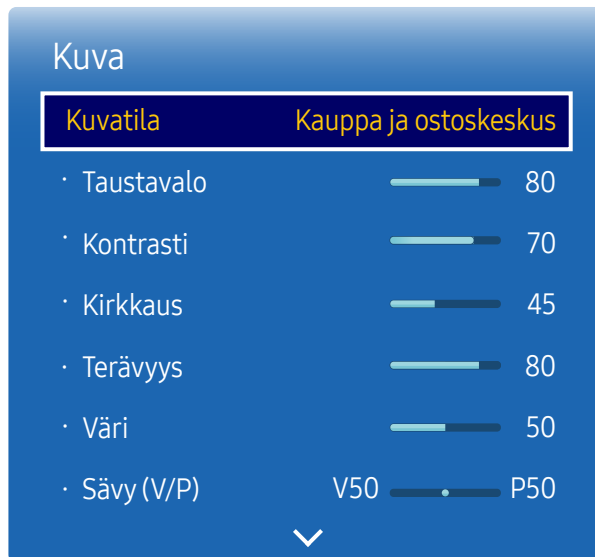 Kuva
Kuvatila Kauppa ja ostoskeskus
· Taustavalo 80
· Kontrasti 70
· Kirkkaus 45
· Terävyys 80
· Väri 50
· Sävy (V/P) V50 P50